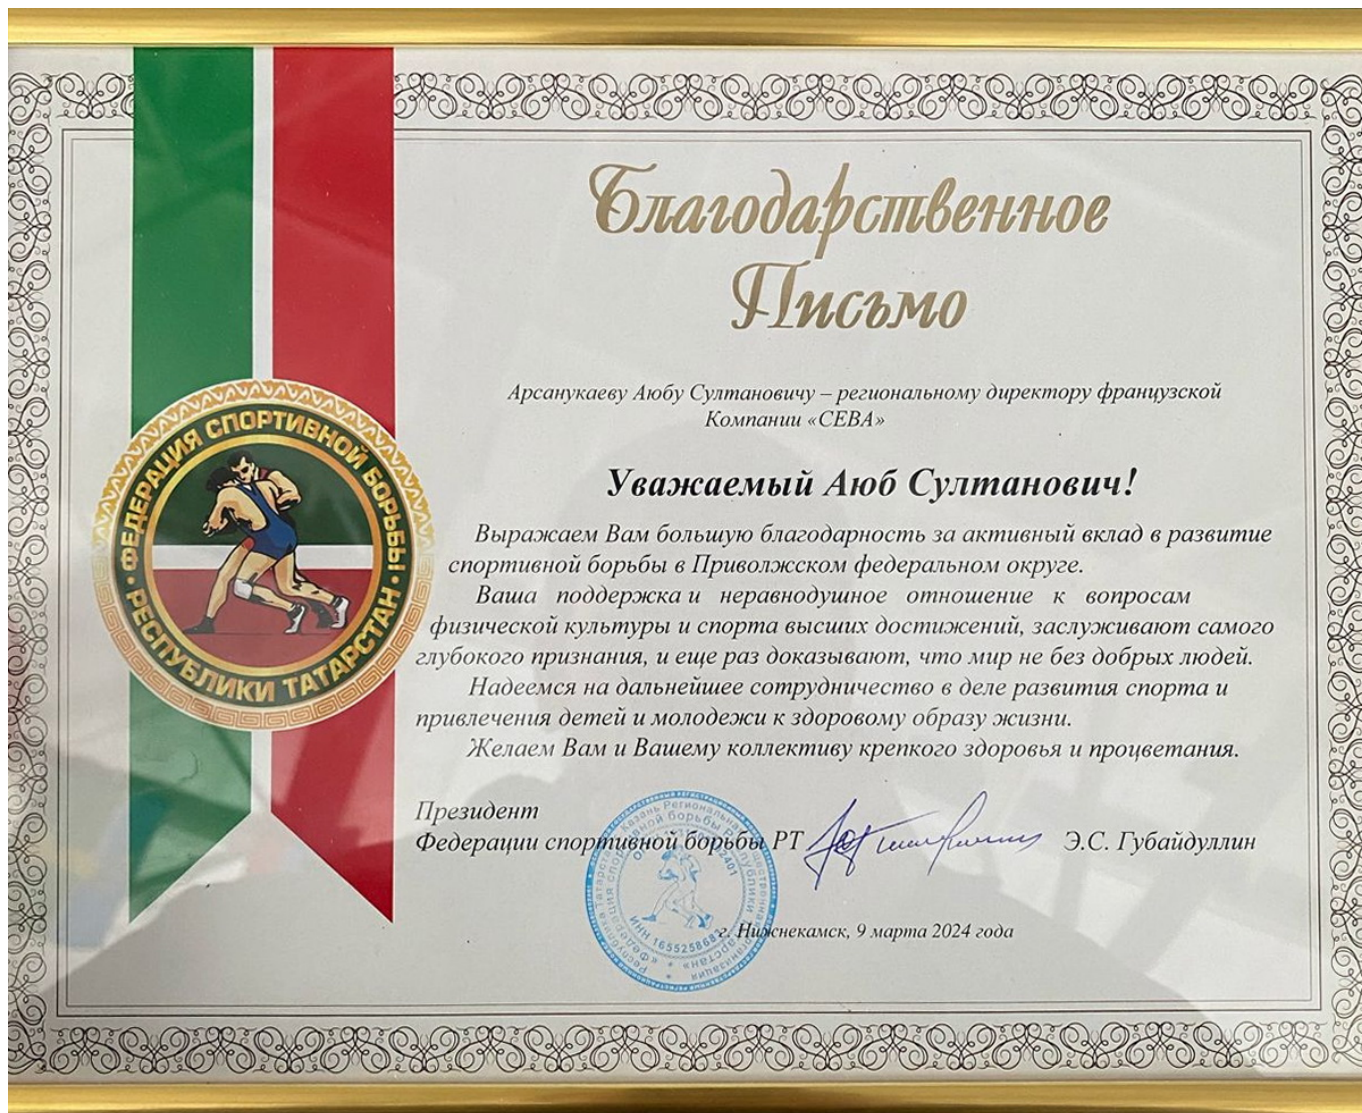 Благодарственное
Письмо
Арсанукаеву Аюбу Султановичу – региональному директору французской
Компании «СЕВА»
Уважаемый Аюб Султанович!
Выражаем Вам большую благодарность за активный вклад в развитие
спортивной борьбы в Приволжском федеральном округе.
Ваша поддержка и неравнодушное отношение к вопросам
физической культуры и спорта высших достижений, заслуживают самого
глубокого признания, и еще раз доказывают, что мир не без добрых людей.
Надеемся на дальнейшее сотрудничество в деле развития спорта и
привлечения детей и молодежи к здоровому образу жизни.
Желаем Вам и Вашему коллективу крепкого здоровья и процветания.
Президент
Федерации спортивной борьбы РТ Э.С. Губайдуллин
г. Нижнекамск, 9 марта 2024 года
ФЕДЕРАЦИЯ СПОРТИВНОЙ БОРЬБЫ
РЕСПУБЛИКИ ТАТАРСТАН